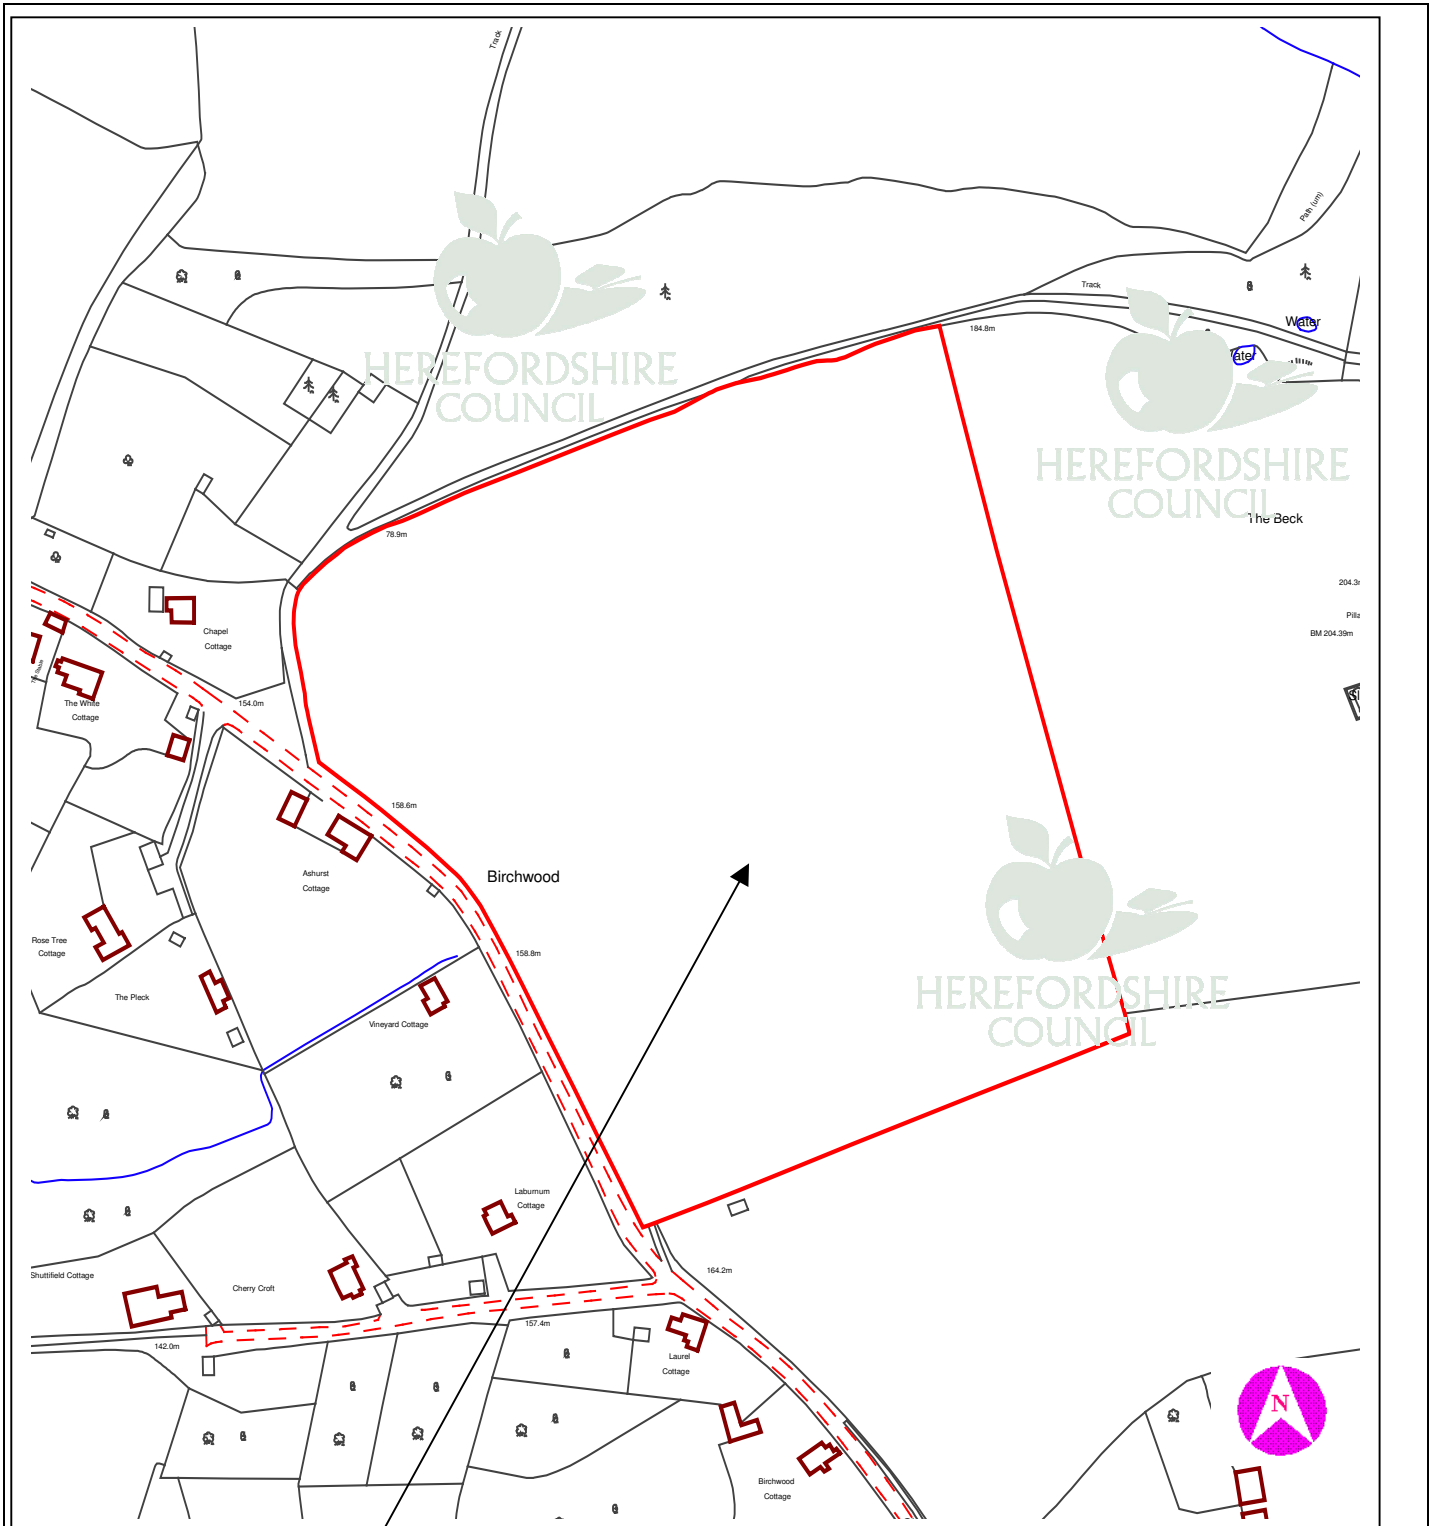 Track
Path (um)
Track
184.8m
Water
ater
HEREFORDSHIRE
COUNCIL
HEREFORDSHIRE
COUNCIL
The Beck
78.9m
204.3
BM 204.39m
Chapel
Cottage
The White
Cottage
154.0m
158.6m
Ashurst
Cottage
Birchwood
Rose Tree
Cottage
158.8m
The Pleck
Vineyard Cottage
HEREFORDSHIRE
COUNCIL
Laburnum
Cottage
Shuttifield Cottage
Cherry Croft
164.2m
157.4m
142.0m
Laurel
Cottage
N
Birchwood
Cottage